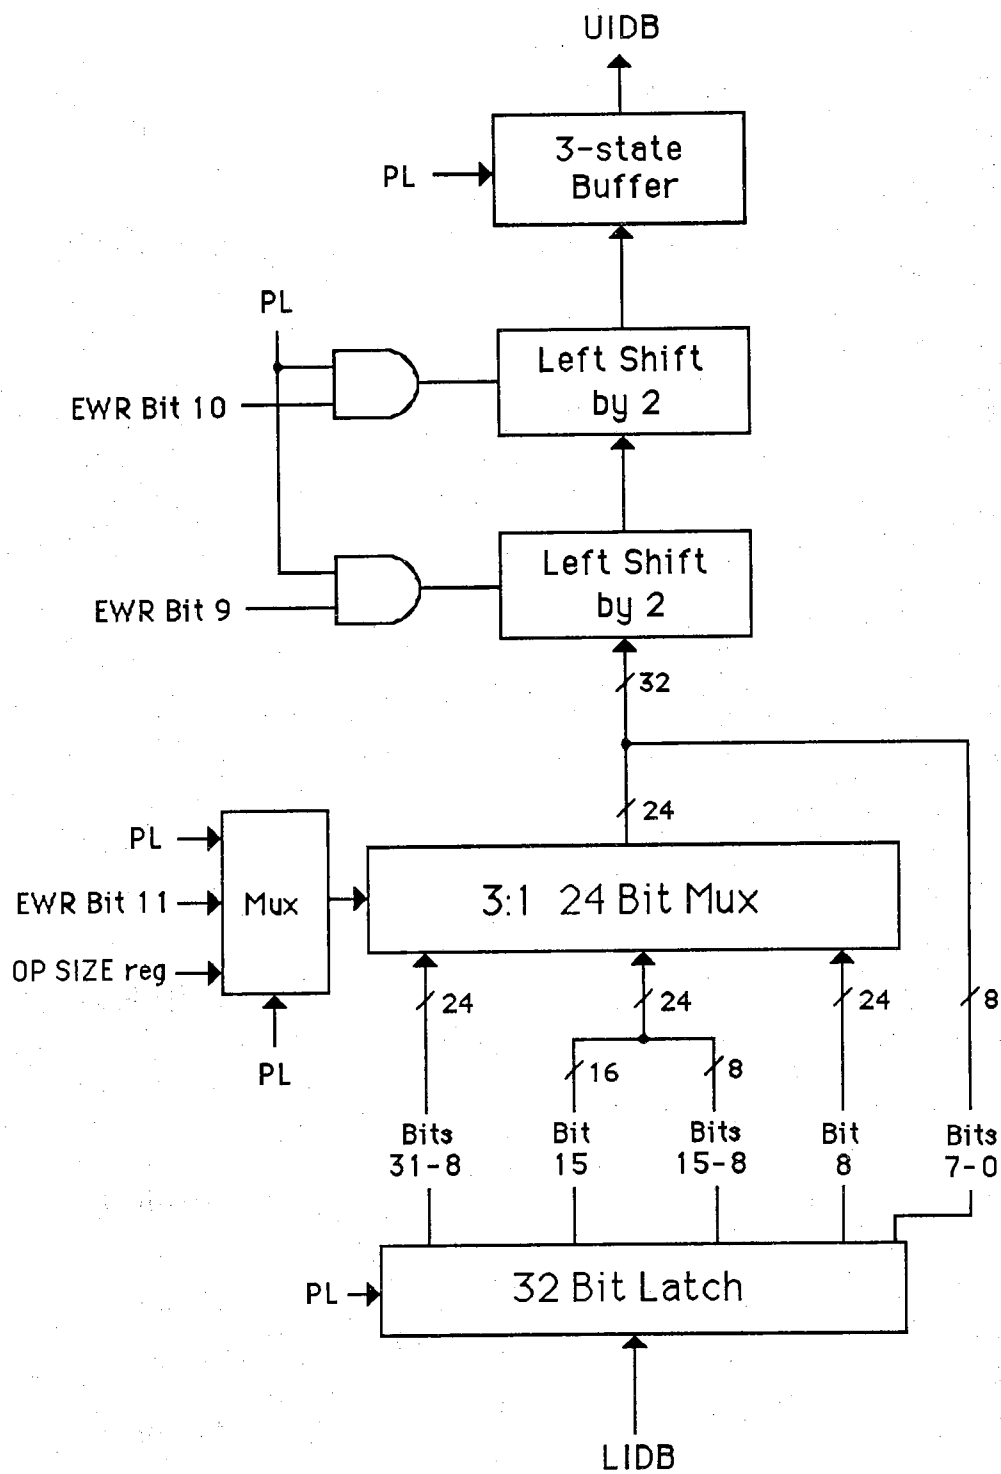 UIDB
3-state
Buffer
PL
PL
Left Shift
by 2
EWR Bit 10
Left Shift
by 2
EWR Bit 9
32
24
PL
EWR Bit 11
OP SIZE reg
Mux
3:1 24 Bit Mux
PL
24
24
24
8
16
8
Bits
31-8
Bit
15
Bits
15-8
Bit
8
Bits
7-0
PL
32 Bit Latch
LIDB